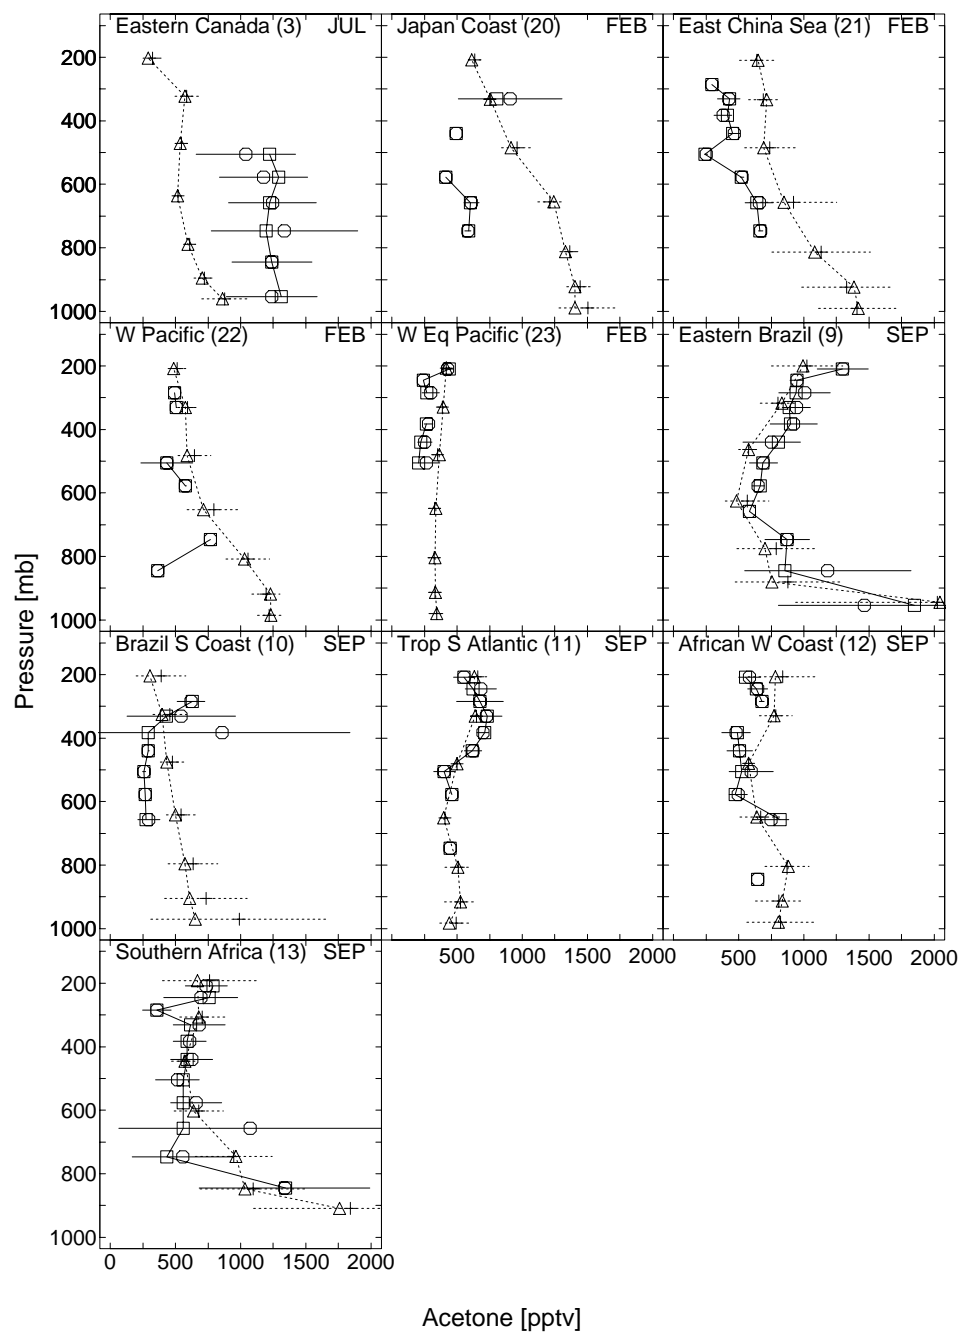 Eastern Canada (3) JUL
Japan Coast (20) FEB
East China Sea (21) FEB
200
400
600
800
1000
W Pacific (22) FEB
W Eq Pacific (23) FEB
Eastern Brazil (9) SEP
200
400
600
800
1000
Pressure [mb]
Brazil S Coast (10) SEP
Trop S Atlantic (11) SEP
African W Coast (12) SEP
200
400
600
800
1000
500 1000 1500 2000
500 1000 1500 2000
Southern Africa (13) SEP
200
400
600
800
1000
0 500 1000 1500 2000
Acetone [pptv]